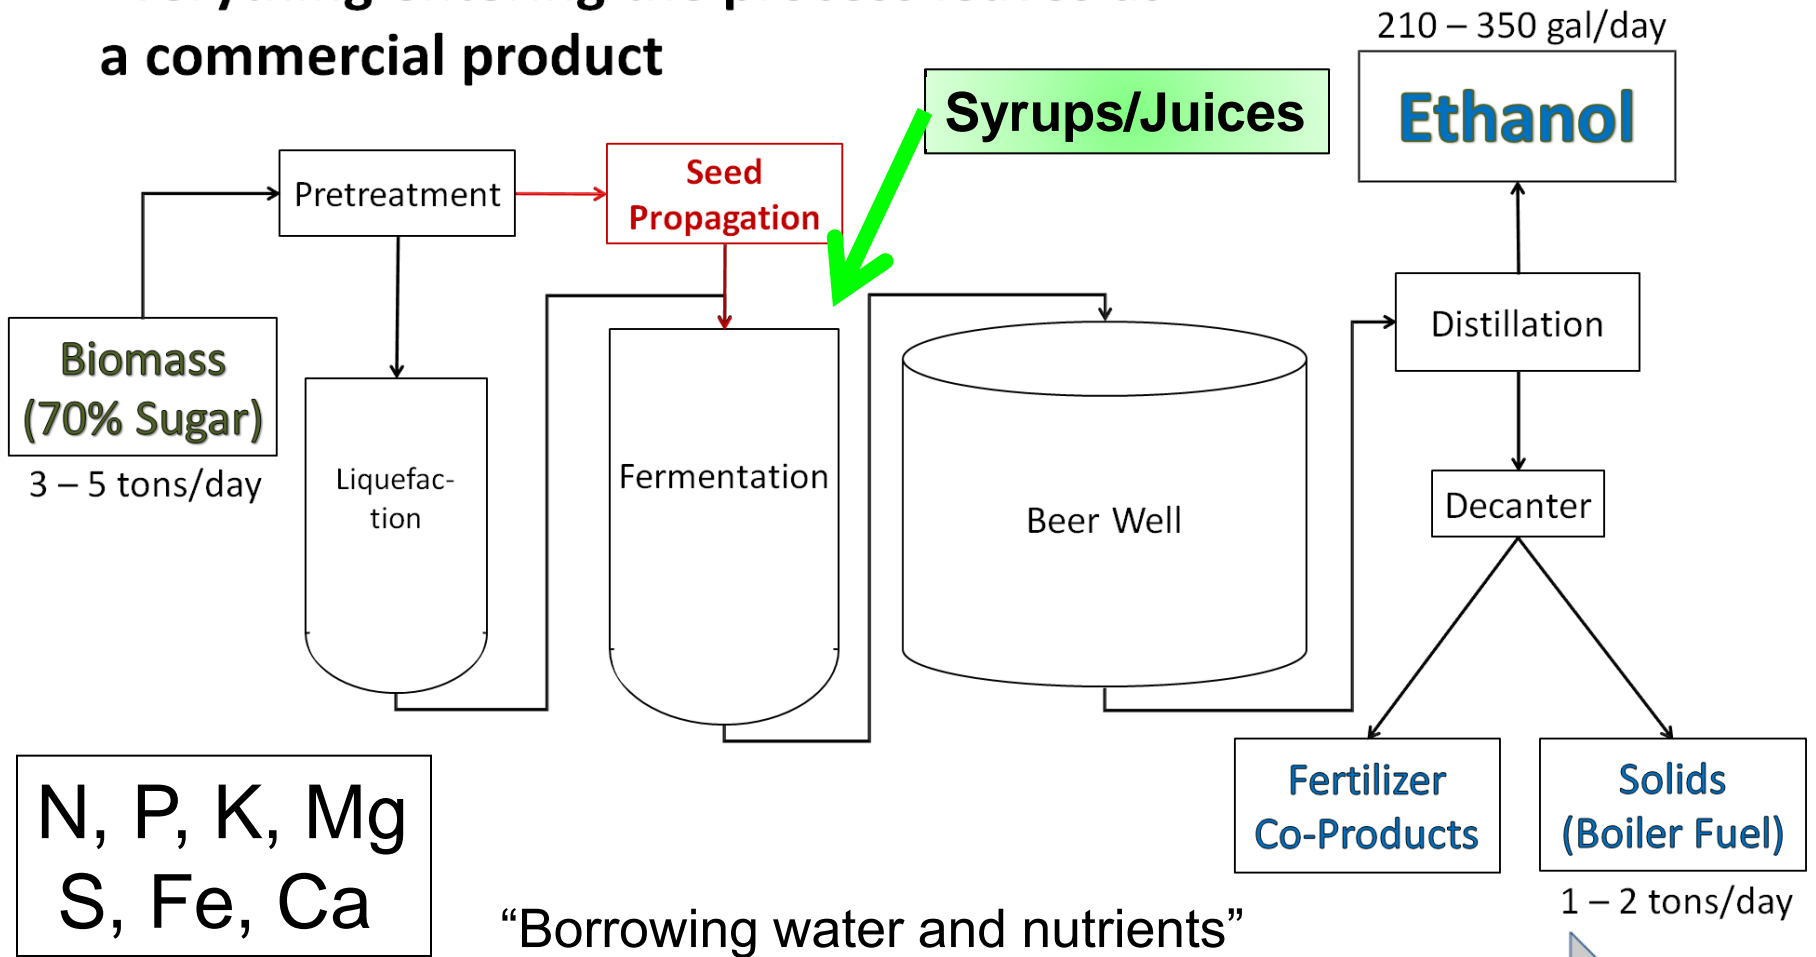 a commercial product
210 – 350 gal/day
Syrups/Juices
Ethanol
Pretreatment
Seed
Propagation
Biomass
(70% Sugar)
3 – 5 tons/day
Liquefac-
tion
Fermentation
Beer Well
Distillation
Decanter
Fertilizer
Co-Products
Solids
(Boiler Fuel)
1 – 2 tons/day
N, P, K, Mg
S, Fe, Ca
“Borrowing water and nutrients”